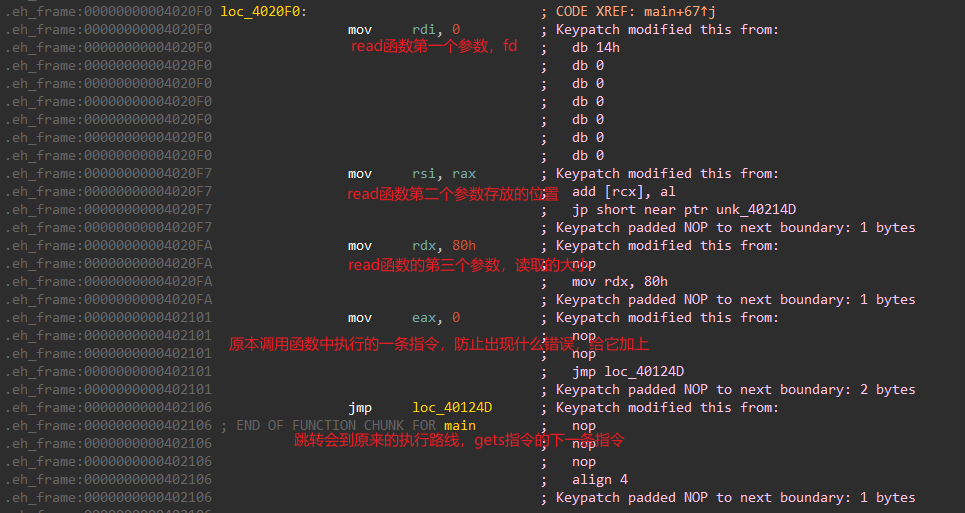 .eh_frame:00000000004020F0 loc_4020F0: ; CODE XREF: main+67↑j
.eh_frame:00000000004020F0 mov rdi, 0 ; Keypatch modified this from:
.eh_frame:00000000004020F0 read函数第一个参数，fd ; db 14h
.eh_frame:00000000004020F0 ; db 0
.eh_frame:00000000004020F0 ; db 0
.eh_frame:00000000004020F0 ; db 0
.eh_frame:00000000004020F0 ; db 0
.eh_frame:00000000004020F0 ; db 0
.eh_frame:00000000004020F0 ; db 0
.eh_frame:00000000004020F7 mov rsi, rax ; Keypatch modified this from:
.eh_frame:00000000004020F7 read函数第二个参数存放的位置 add [rcx], al
.eh_frame:00000000004020F7 ; jp short near ptr unk_40214D
.eh_frame:00000000004020F7 ; Keypatch padded NOP to next boundary: 1 bytes
.eh_frame:00000000004020FA mov rdx, 80h ; Keypatch modified this from:
.eh_frame:00000000004020FA read函数的第三个参数，读取的大小 nop
.eh_frame:00000000004020FA ; mov rdx, 80h
.eh_frame:00000000004020FA ; Keypatch padded NOP to next boundary: 1 bytes
.eh_frame:0000000000402101 mov eax, 0 ; Keypatch modified this from:
.eh_frame:0000000000402101 原本调用函数中执行的一条指令，防止出现什么错误，给它加上 nop
.eh_frame:0000000000402101 ; nop
.eh_frame:0000000000402101 ; jmp loc_40124D
.eh_frame:0000000000402101 ; Keypatch padded NOP to next boundary: 2 bytes
.eh_frame:0000000000402106 jmp loc_40124D ; Keypatch modified this from:
.eh_frame:0000000000402106 ; END OF FUNCTION CHUNK FOR main ; nop
.eh_frame:0000000000402106 跳转会到原来的执行路线，gets指令的下一条指令 nop
.eh_frame:0000000000402106 ; nop
.eh_frame:0000000000402106 ; align 4
.eh_frame:0000000000402106 ; Keypatch padded NOP to next boundary: 1 bytes